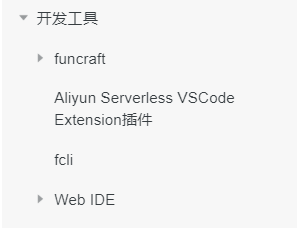 开发工具
funcraft
Aliyun Serverless VSCode
Extension插件
fcli
Web IDE